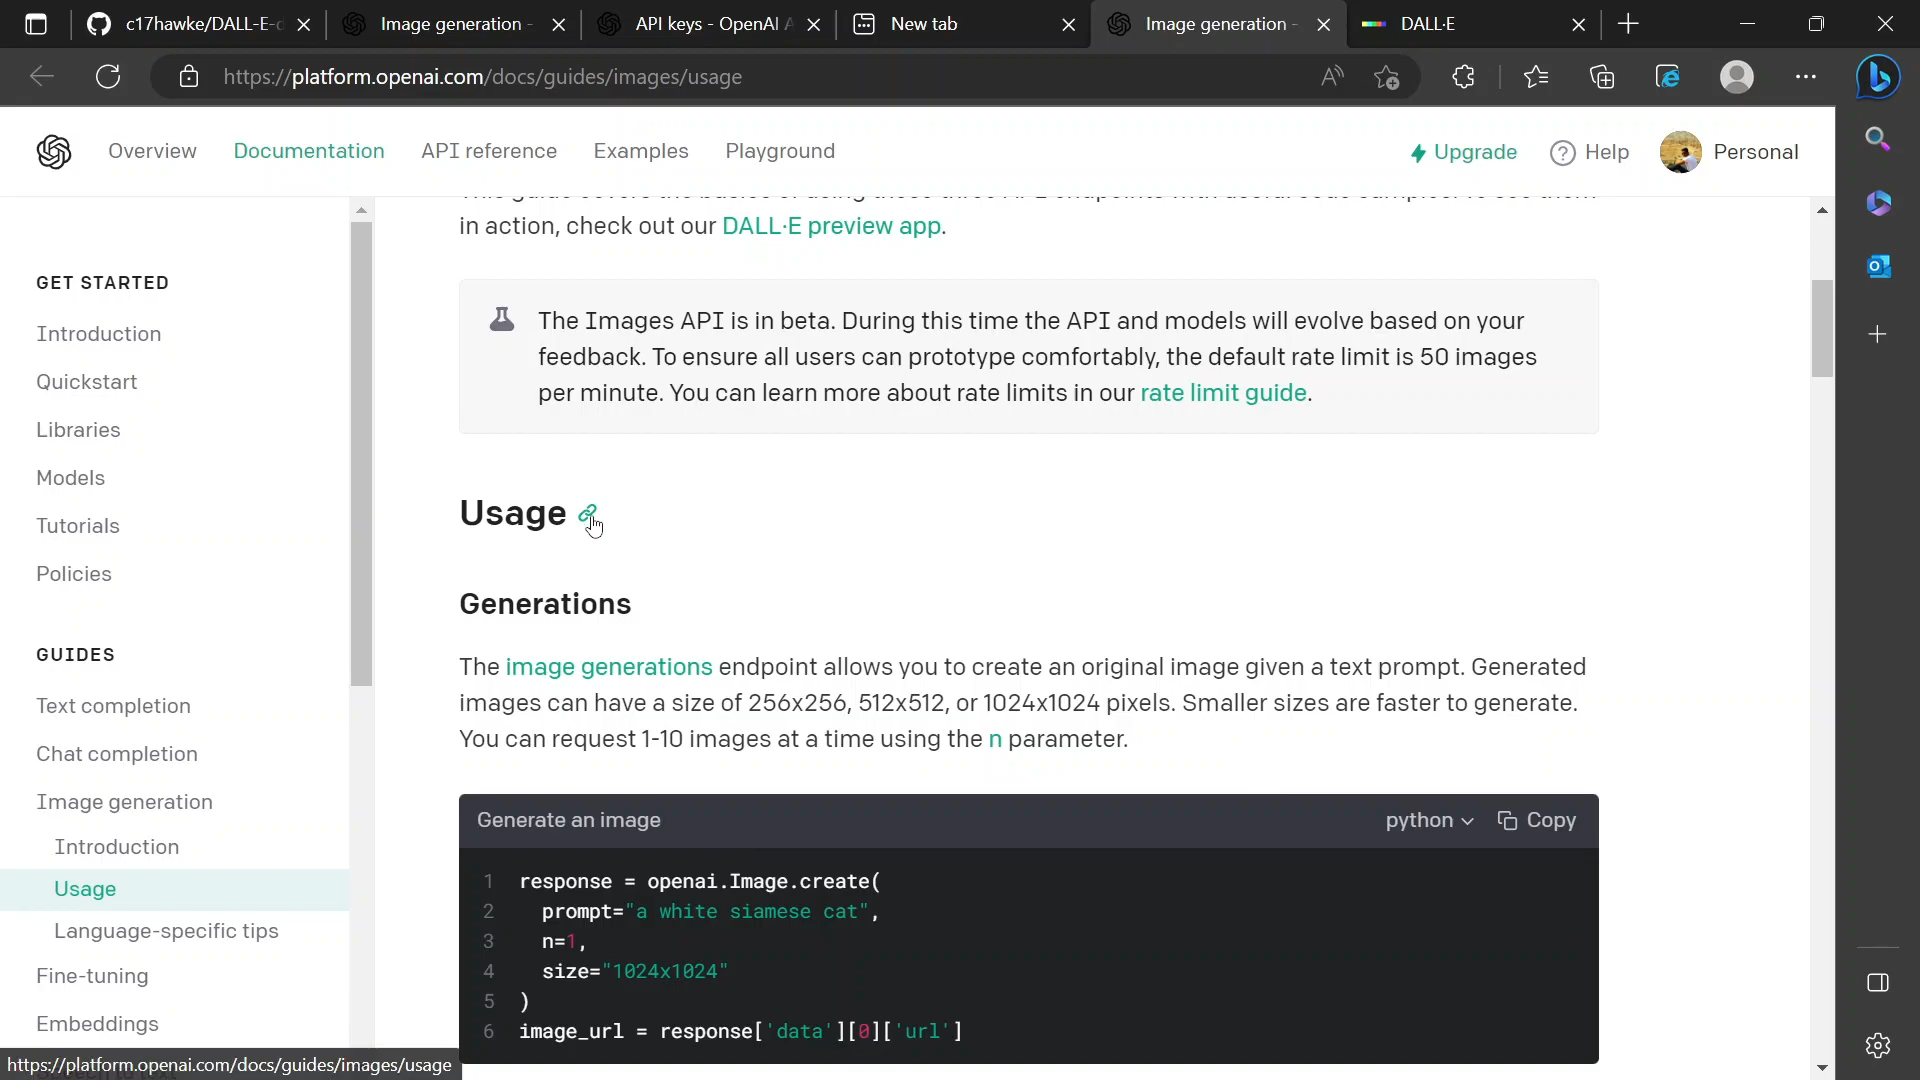 c17hawke/DALL-E-c
Image generation -
API keys - OpenAI A
New tab
Image generation -
DALL·E
https://platform.openai.com/docs/guides/images/usage
Overview
Documentation
API reference
Examples
Playground
Upgrade
Help
Personal
GET STARTED
Introduction
Quickstart
Libraries
Models
Tutorials
Policies
GUIDES
Text completion
Chat completion
Image generation
Introduction
Usage
Language-specific tips
Fine-tuning
Embeddings
https://platform.openai.com/docs/guides/images/usage
in action, check out our DALL·E preview app.
The Images API is in beta. During this time the API and models will evolve based on your
feedback. To ensure all users can prototype comfortably, the default rate limit is 50 images
per minute. You can learn more about rate limits in our rate limit guide.
Usage
Generations
The image generations endpoint allows you to create an original image given a text prompt. Generated
images can have a size of 256x256, 512x512, or 1024x1024 pixels. Smaller sizes are faster to generate.
You can request 1-10 images at a time using the n parameter.
Generate an image
python
Copy
1 response = openai.Image.create(
2 prompt="a white siamese cat",
3 n=1,
4 size="1024x1024"
5 )
6 image_url = response['data'][0]['url']